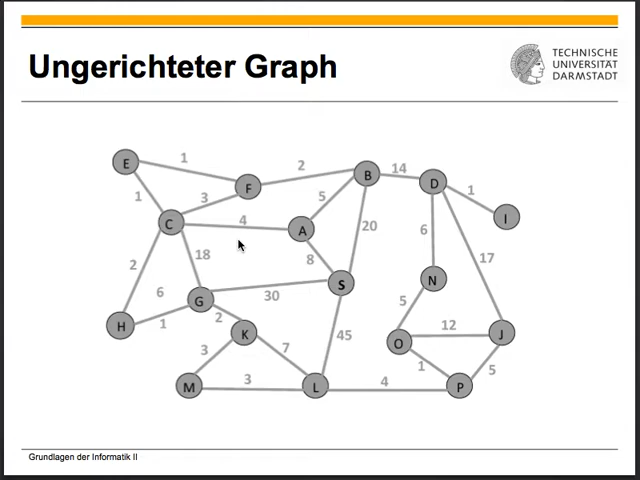 Ungerichteter Graph
TECHNISCHE
UNIVERSITÄT
DARMSTADT
E
1
F
2
B
14
D
1
I
1
3
5
C
4
A
20
6
18
8
17
2
6
G
30
S
N
H
1
2
K
5
3
7
45
O
12
J
1
5
M
3
L
4
P
Grundlagen der Informatik II